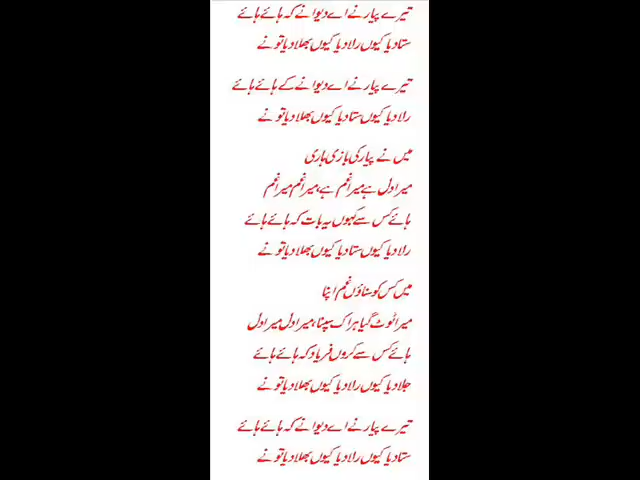 تیرے پیار نے اے دیوانے کہ ہائے ہائے
ستا دیا کیوں رلا دیا کیوں بھلا دیا تو نے
تیرے پیار نے اے دیوانے کے ہائے ہائے
رلا دیا کیوں ستا دیا کیوں بھلا دیا تو نے
میں نے پیار کی بازی ہاری
میرا دل ہے میرا غم ہے، میرا غم میرا غم
ہائے کس سے کہوں یہ بات کہ ہائے ہائے
رلا دیا کیوں ستا دیا کیوں بھلا دیا تو نے
میں کس کو سناؤں غم اپنا
میرا ٹوٹ گیا ہر اک سپنا، میرا دل میرا دل
ہائے کس سے کروں فریاد کہ ہائے ہائے
جلا دیا کیوں رلا دیا کیوں بھلا دیا تو نے
تیرے پیار نے اے دیوانے کہ ہائے ہائے
ستا دیا کیوں رلا دیا کیوں بھلا دیا تو نے